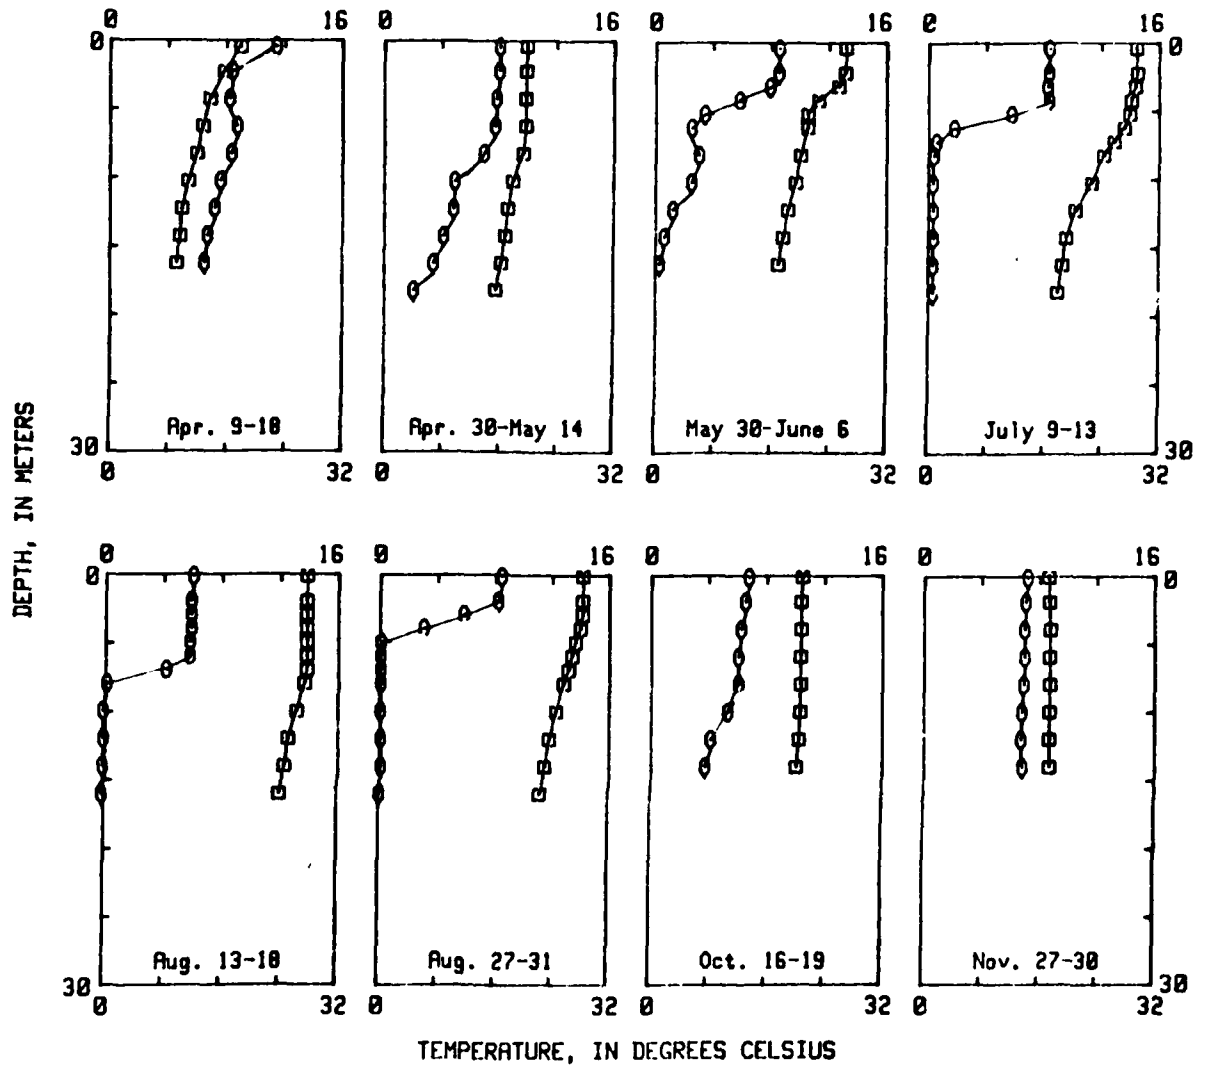 0 16 0 16 0 16 0 16
0 0
Apr. 9-18 Apr. 30-May 14 May 30-June 6 July 9-13
30 30
0 32 0 32 0 32 0 32
DEPTH, IN METERS
0 16 0 16 0 16 0 16
0 0
Aug. 13-18 Aug. 27-31 Oct. 16-19 Nov. 27-30
30 30
0 32 0 32 0 32 0 32
TEMPERATURE, IN DEGREES CELSIUS